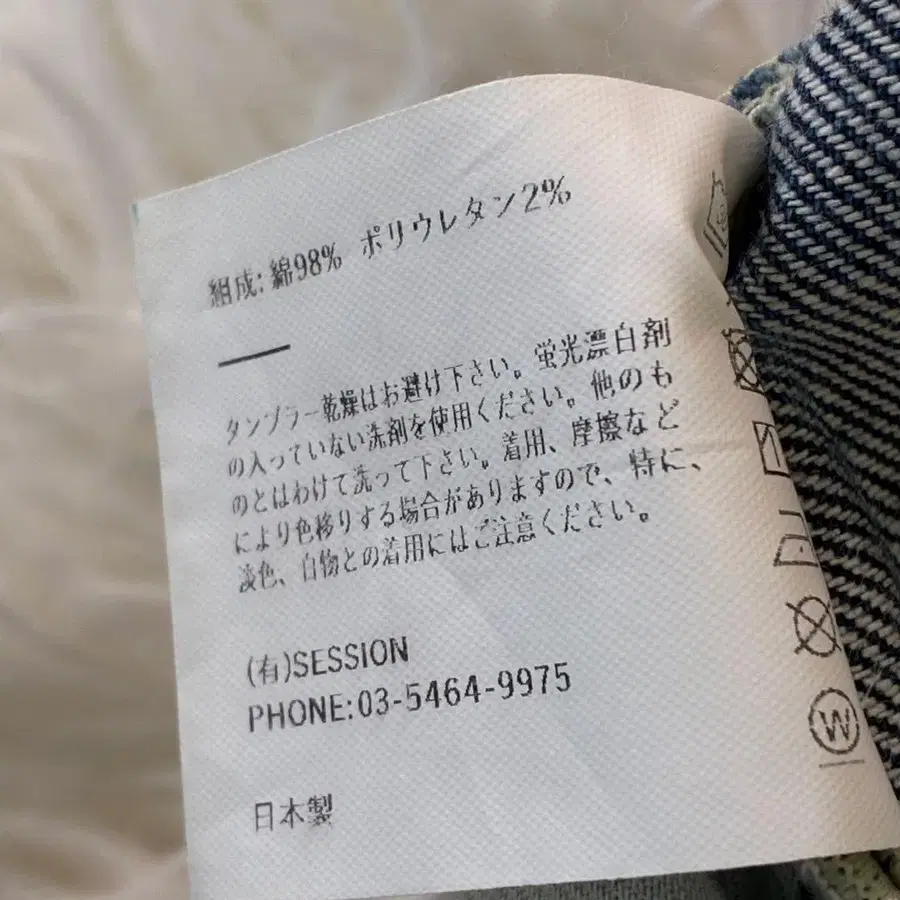 組成: 綿98% ポリウレタン2%
タンブラー乾燥はお避け下さい。蛍光漂白剤
の入っていない洗剤を使用ください。他のも
のとはわけて洗って下さい。着用、摩擦など
により色移りする場合がありますので、特に、
淡色、白物との着用にはご注意ください。
(有)SESSION
PHONE:03-5464-9975
日本製
W